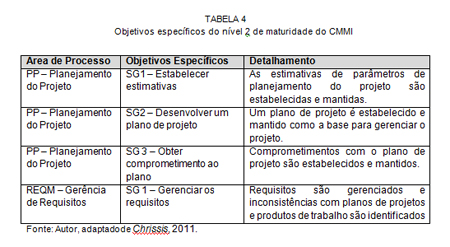 TABELA 4
Objetivos específicos do nível 2 de maturidade do CMMI
Area de Processo
Objetivos Específicos
Detalhamento
PP – Planejamento
do Projeto
SG1 – Estabelecer
estimativas
As estimativas de parâmetros de
planejamento do projeto são
estabelecidas e mantidas.
PP – Planejamento
do Projeto
SG2 – Desenvolver um
plano de projeto
Um plano de projeto é estabelecido e
mantido como a base para gerenciar o
projeto.
PP – Planejamento
do Projeto
SG 3 – Obter
comprometimento ao
plano
Comprometimentos com o plano de
projeto são estabelecidos e mantidos.
REQM – Gerência
de Requisitos
SG 1 – Gerenciar os
requisitos
Requisitos são gerenciados e
inconsistências com planos de projetos
e produtos de trabalho são identificados
Fonte: Autor, adaptado de Chrissis, 2011.